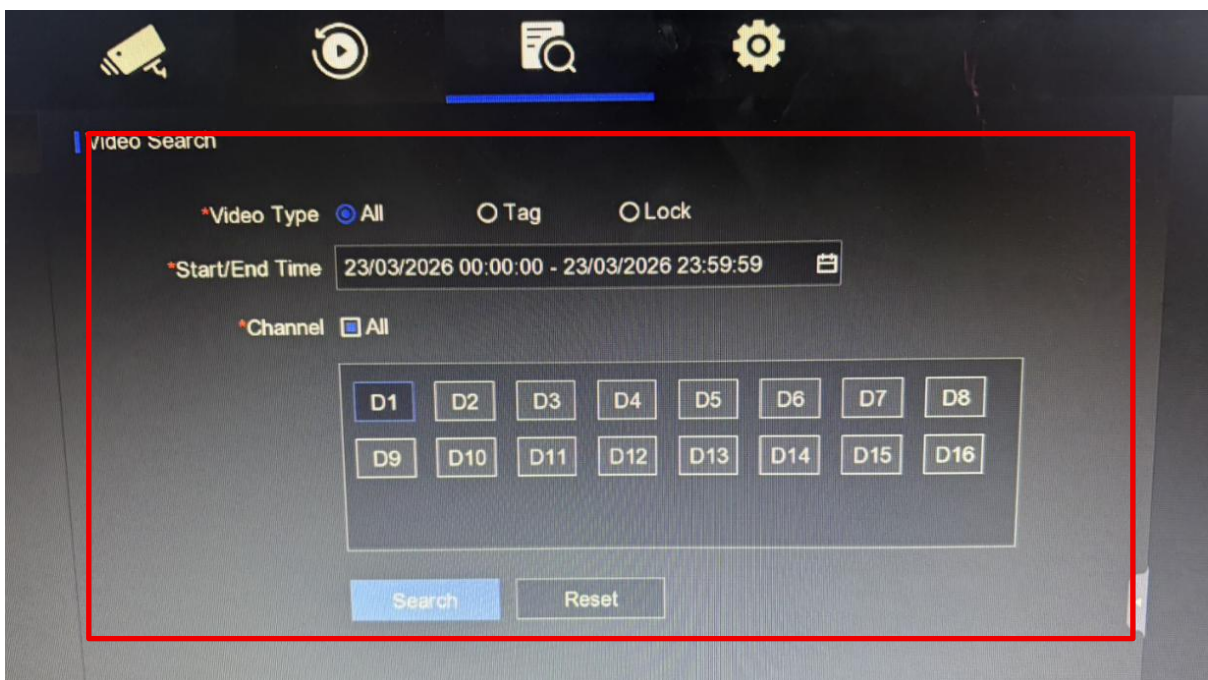 Video Search
*Video Type All Tag Lock
*Start/End Time 23/03/2026 00:00:00 - 23/03/2026 23:59:59
*Channel All
D1 D2 D3 D4 D5 D6 D7 D8
D9 D10 D11 D12 D13 D14 D15 D16
Search Reset